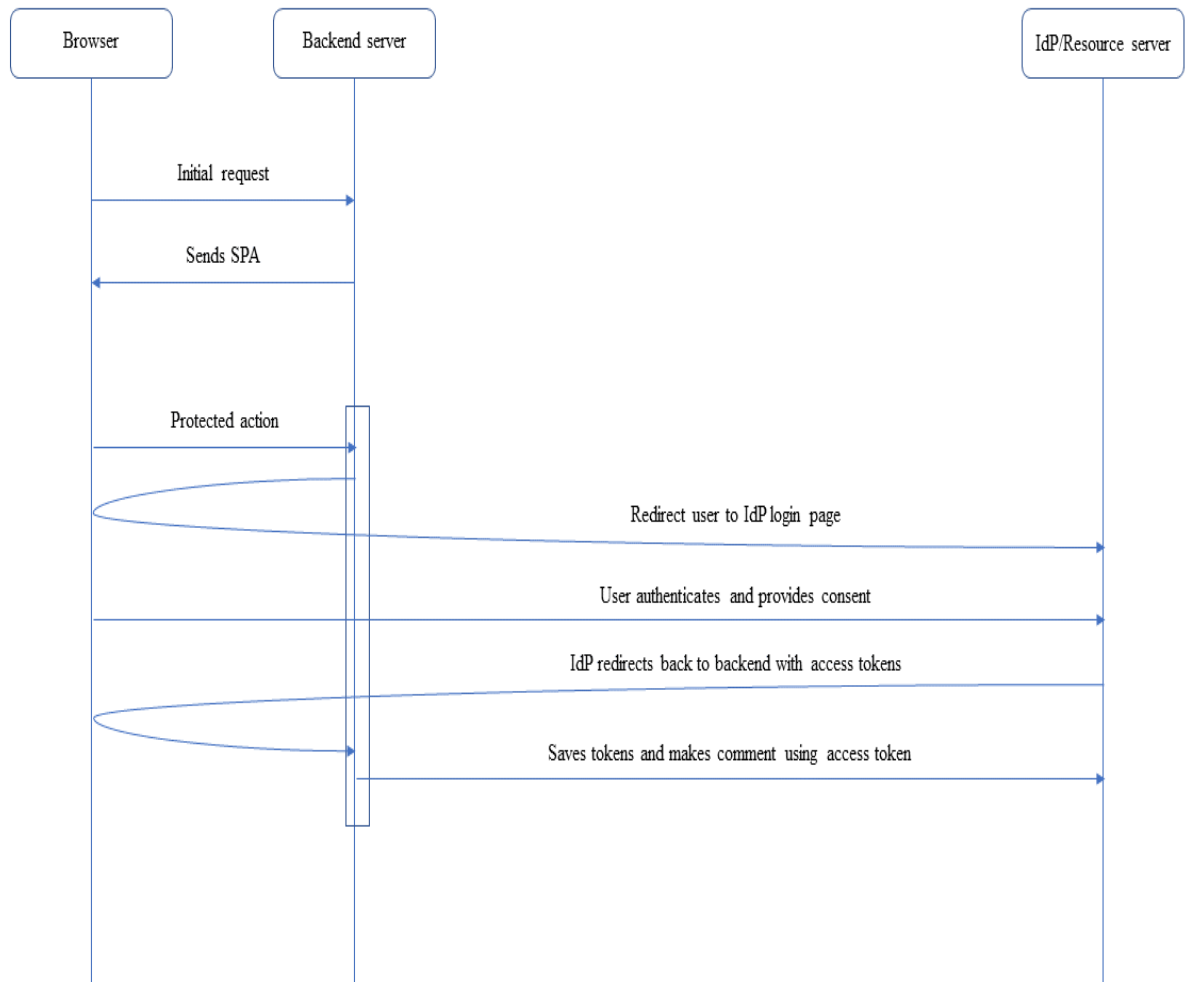 Browser
Backend server
IdP/Resource server
Initial request
Sends SPA
Protected action
Redirect user to IdP login page
User authenticates and provides consent
IdP redirects back to backend with access tokens
Saves tokens and makes comment using access token